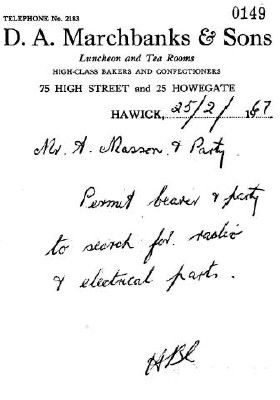 TELEPHONE No. 2183
0149
D. A. Marchbanks & Sons
Luncheon and Tea Rooms
HIGH-CLASS BAKERS AND CONFECTIONERS
75 HIGH STREET and 25 HOWEGATE
HAWICK, 25/2/ 1967
Mr. A. Masson & Party.
Permit bearer & party
to search for radio
& electrical parts.